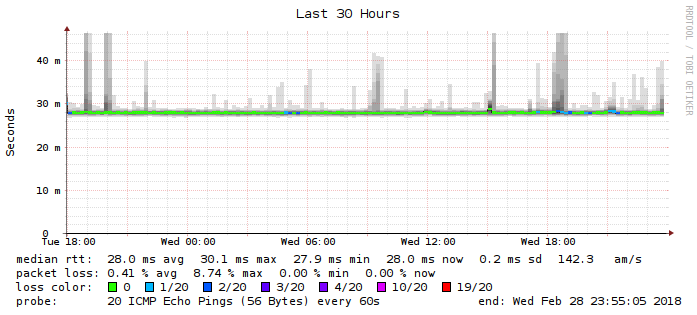 Last 30 Hours
RRDTOOL / TOBI OETIKER
Seconds
40 m
30 m
20 m
10 m
0
Tue 18:00 Wed 00:00 Wed 06:00 Wed 12:00 Wed 18:00
median rtt: 28.0 ms avg 30.1 ms max 27.9 ms min 28.0 ms now 0.2 ms sd 142.3 am/s
packet loss: 0.41 % avg 8.74 % max 0.00 % min 0.00 % now
loss color: 0 1/20 2/20 3/20 4/20 10/20 19/20
probe: 20 ICMP Echo Pings (56 Bytes) every 60s end: Wed Feb 28 23:55:05 2018